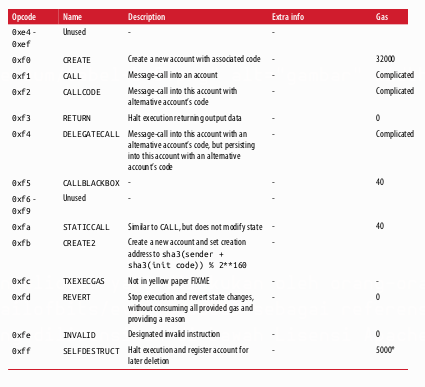 Opcode Name Description Extra info Gas
0xe4 - Unused - -
0xef
0xf0 CREATE Create a new account with associated code - 32000
0xf1 CALL Message-call into an account - Complicated
0xf2 CALLCODE Message-call into this account with - Complicated
alternative account's code
0xf3 RETURN Halt execution returning output data - 0
0xf4 DELEGATECALL Message-call into this account with an - Complicated
alternative account's code, but persisting
into this account with an alternative
account's code
0xf5 CALLBLACKBOX - - 40
0xf6 - Unused - -
0xf9
0xfa STATICCALL Similar to CALL, but does not modify state - 40
0xfb CREATE2 Create a new account and set creation -
address to sha3(sender +
sha3(init code)) % 2**160
0xfc TXEXECGAS Not in yellow paper FIXME - -
0xfd REVERT Stop execution and revert state changes, - 0
without consuming all provided gas and
providing a reason
0xfe INVALID Designated invalid instruction - 0
0xff SELFDESTRUCT Halt execution and register account for - 5000*
later deletion